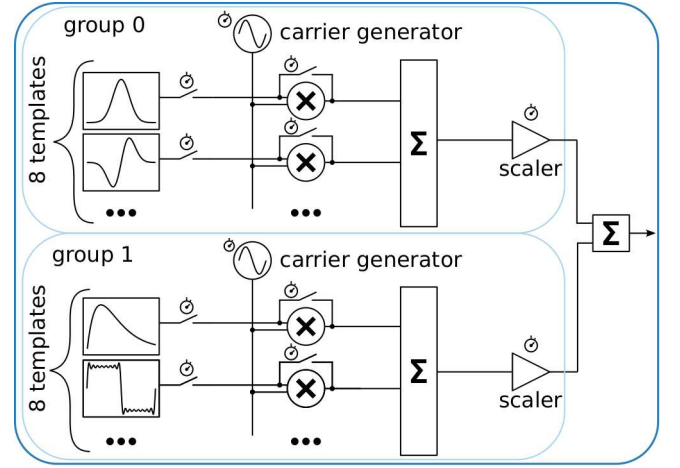 group 0
carrier generator
8 templates
Σ
scaler
•••
•••
Σ
group 1
carrier generator
8 templates
Σ
scaler
•••
•••